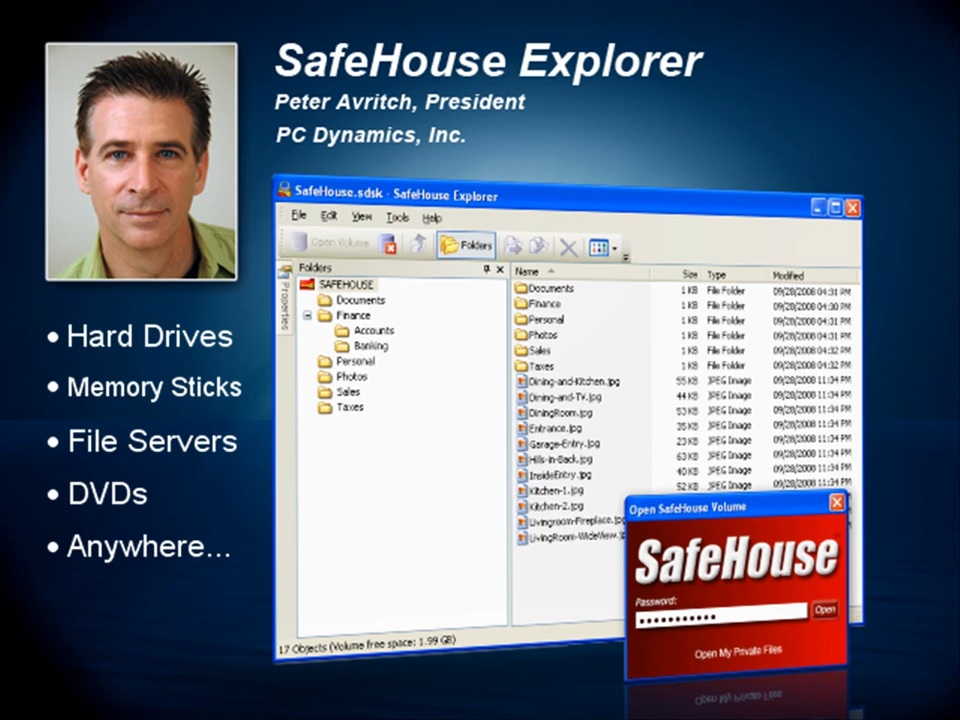 SafeHouse Explorer
Peter Avritch, President
PC Dynamics, Inc.
• Hard Drives
• Memory Sticks
• File Servers
• DVDs
• Anywhere...
SafeHouse.sdsk - SafeHouse Explorer
File Edit View Tools Help
Open Volume Folders
Properties
Folders
SAFEHOUSE
Documents
Finance
Accounts
Banking
Personal
Photos
Sales
Taxes
Name Size Type Modified
Documents 1 KB File Folder 09/28/2008 04:31 PM
Finance 1 KB File Folder 09/28/2008 04:30 PM
Personal 1 KB File Folder 09/28/2008 04:31 PM
Photos 1 KB File Folder 09/28/2008 04:31 PM
Sales 1 KB File Folder 09/28/2008 04:32 PM
Taxes 1 KB File Folder 09/28/2008 04:32 PM
Dining-and-Kitchen.jpg 55 KB JPEG Image 09/28/2008 11:34 PM
Dining-and-TV.jpg 44 KB JPEG Image 09/28/2008 11:34 PM
DiningRoom.jpg 53 KB JPEG Image 09/28/2008 11:34 PM
Entrance.jpg 35 KB JPEG Image 09/28/2008 11:34 PM
Garage-Entry.jpg 23 KB JPEG Image 09/28/2008 11:34 PM
Hills-in-Back.jpg 63 KB JPEG Image 09/28/2008 11:34 PM
InsideEntry.jpg 40 KB JPEG Image 09/28/2008 11:34 PM
Kitchen-1.jpg 52 KB JPEG Image 09/28/2008 11:34 PM
Kitchen-2.jpg
Livingroom-Fireplace.jpg
LivingRoom-WideView.jpg
17 Objects (Volume free space: 1.99 GB)
Open SafeHouse Volume
SafeHouse
Password:
Open
Open My Private Files